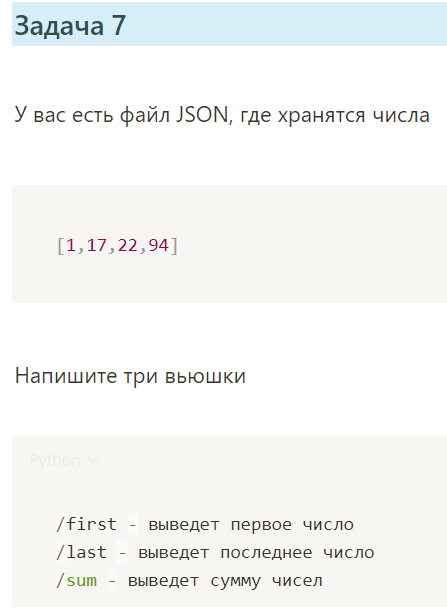 Задача 7
У вас есть файл JSON, где хранятся числа
[1,17,22,94]
Напишите три вьюшки
Python
/first - выведет первое число
/last - выведет последнее число
/sum - выведет сумму чисел